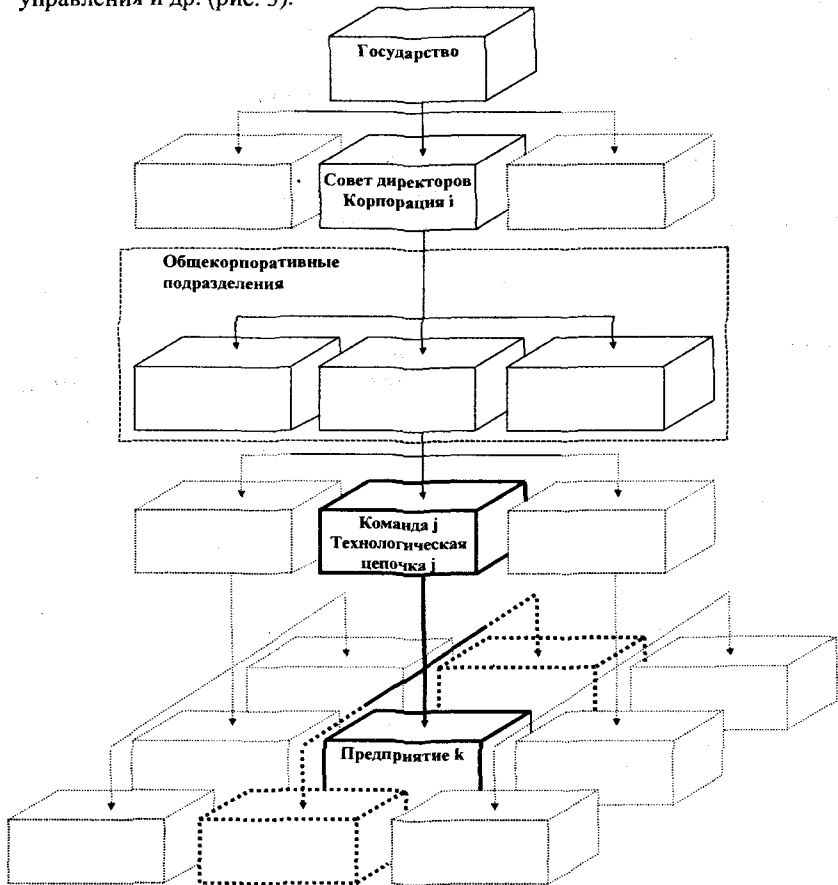 управления и др. (рис. 3).
Государство
Совет директоров
Корпорация i
Общекорпоративные
подразделения
Команда j
Технологическая
цепочка j
Предприятие k